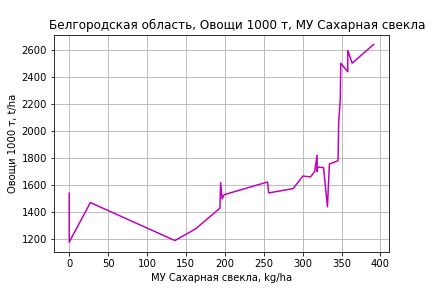 Белгородская область, Овощи 1000 т, МУ Сахарная свекла
Овощи 1000 т, t/ha
2600
2400
2200
2000
1800
1600
1400
1200
0 50 100 150 200 250 300 350 400
МУ Сахарная свекла, kg/ha